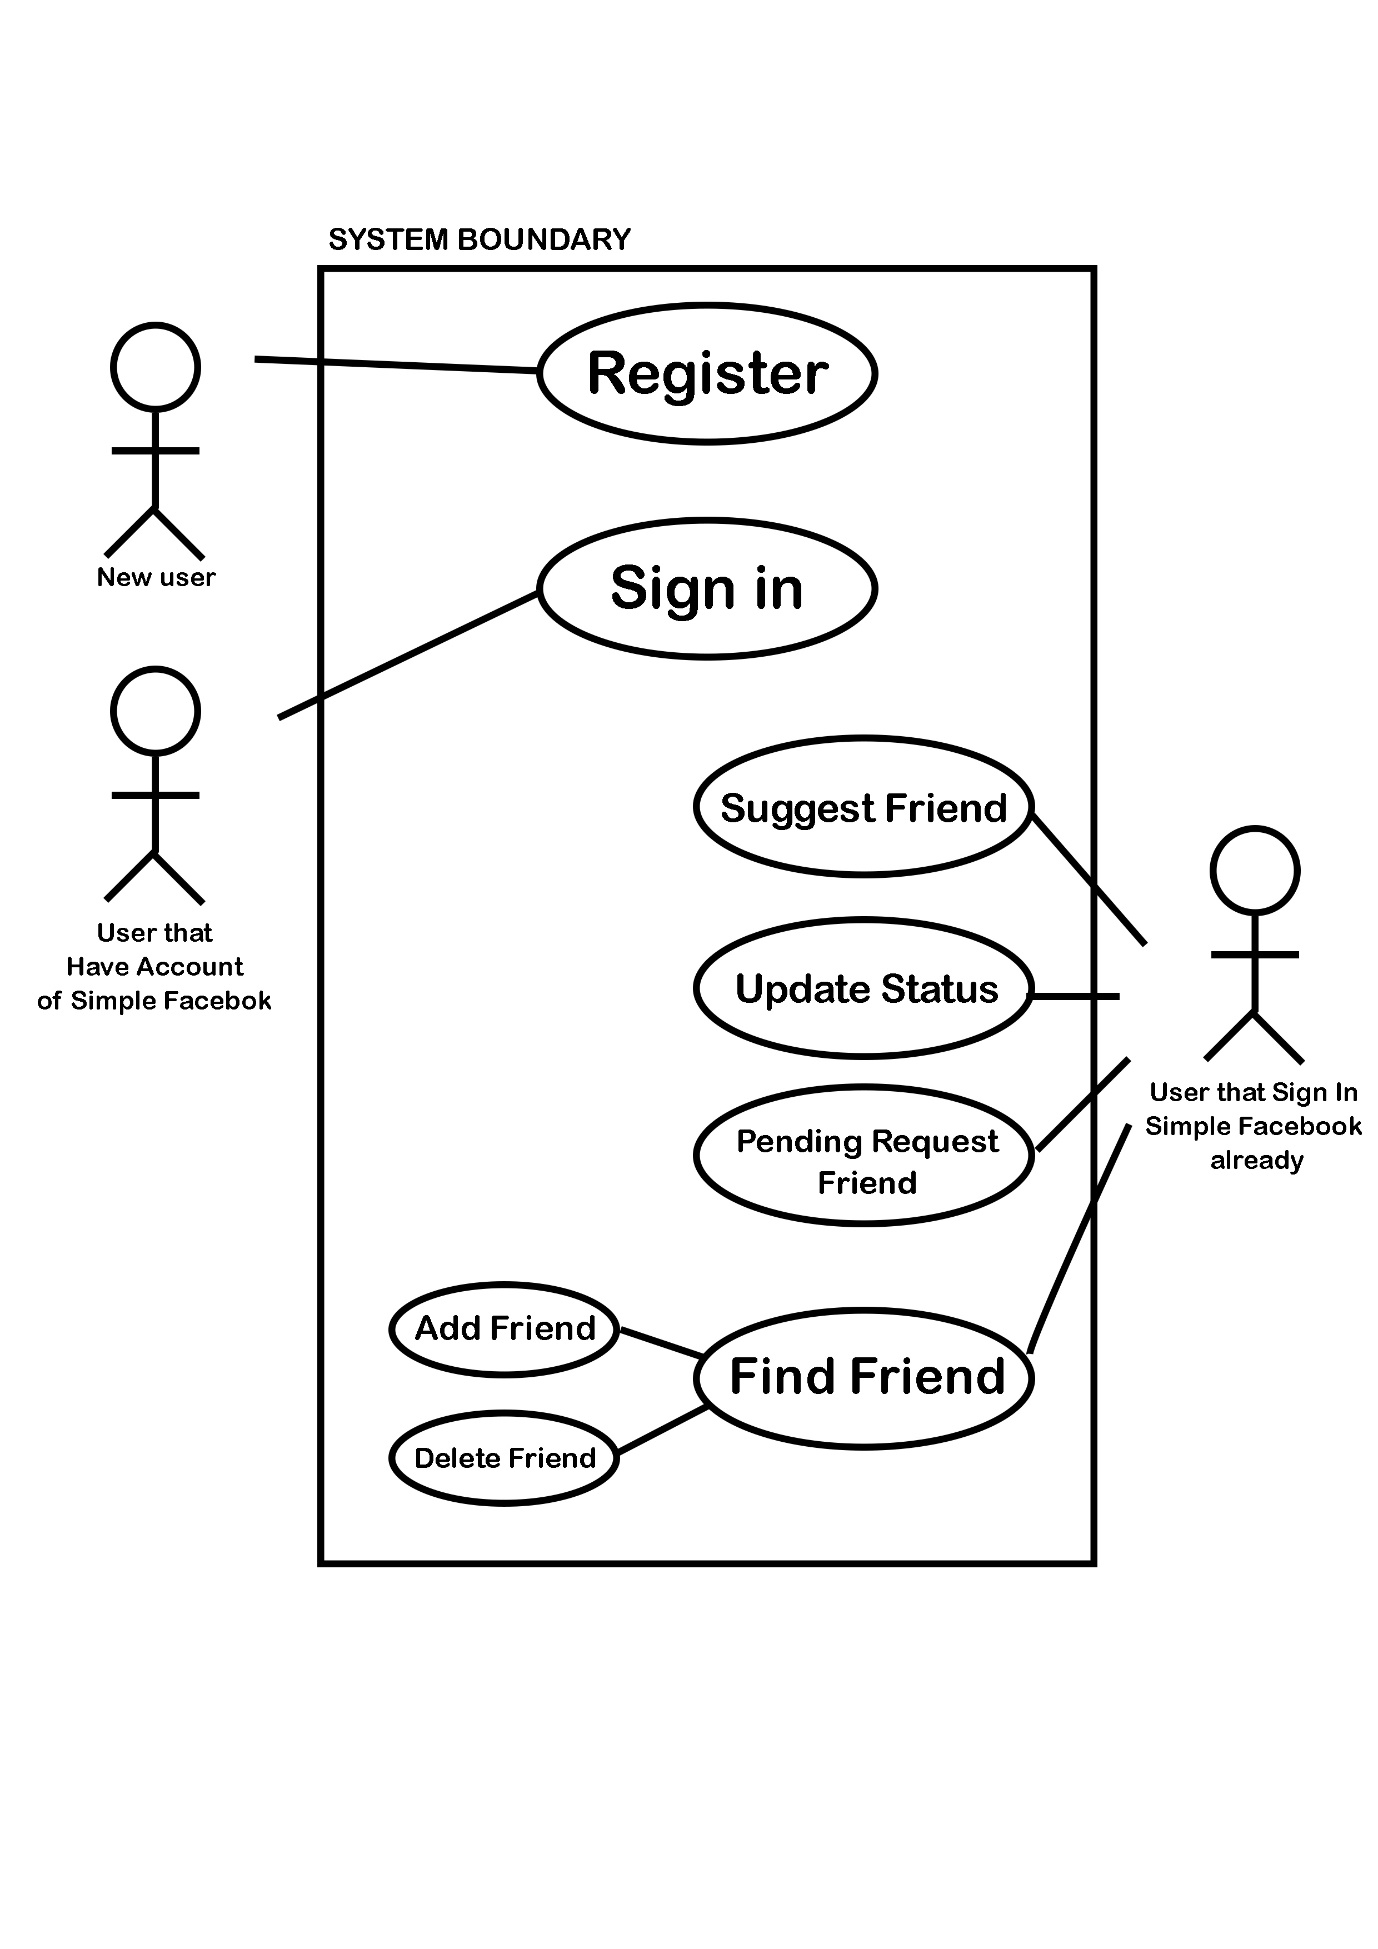 SYSTEM BOUNDARY
Register
New user
Sign in
User that
Have Account
of Simple Facebok
Suggest Friend
Update Status
Pending Request
Friend
User that Sign In
Simple Facebook
already
Add Friend
Find Friend
Delete Friend